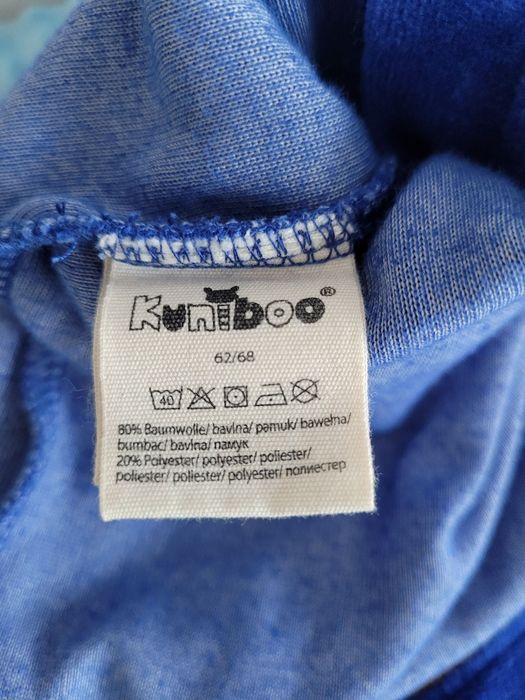 Kuniboo®
62/68
40
80% Baumwolle/ bavlna/ pamuk/ bawełna/
bumbac/ bavlna/ памук
20% Polyester/ polyester/ poliester/
poliester/ poliester/ polyester/ полиестер